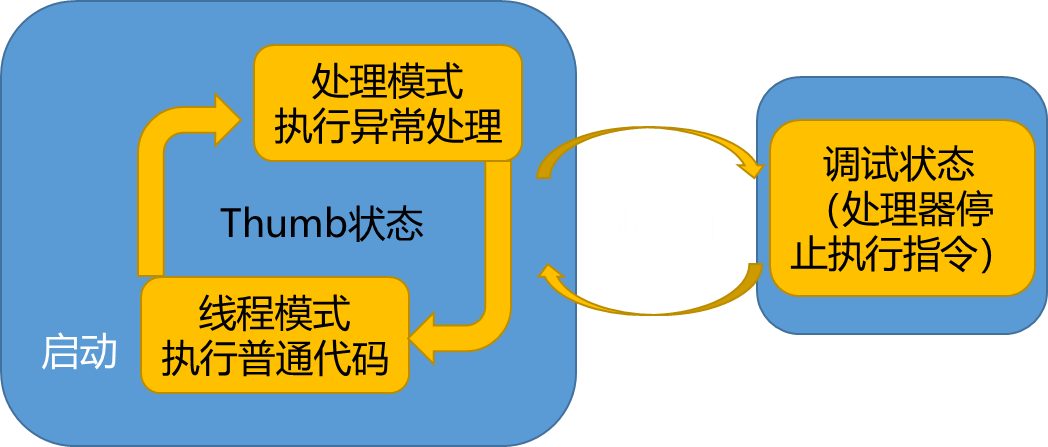 处理模式
执行异常处理
Thumb状态
线程模式
执行普通代码
启动
调试状态
（处理器停
止执行指令）